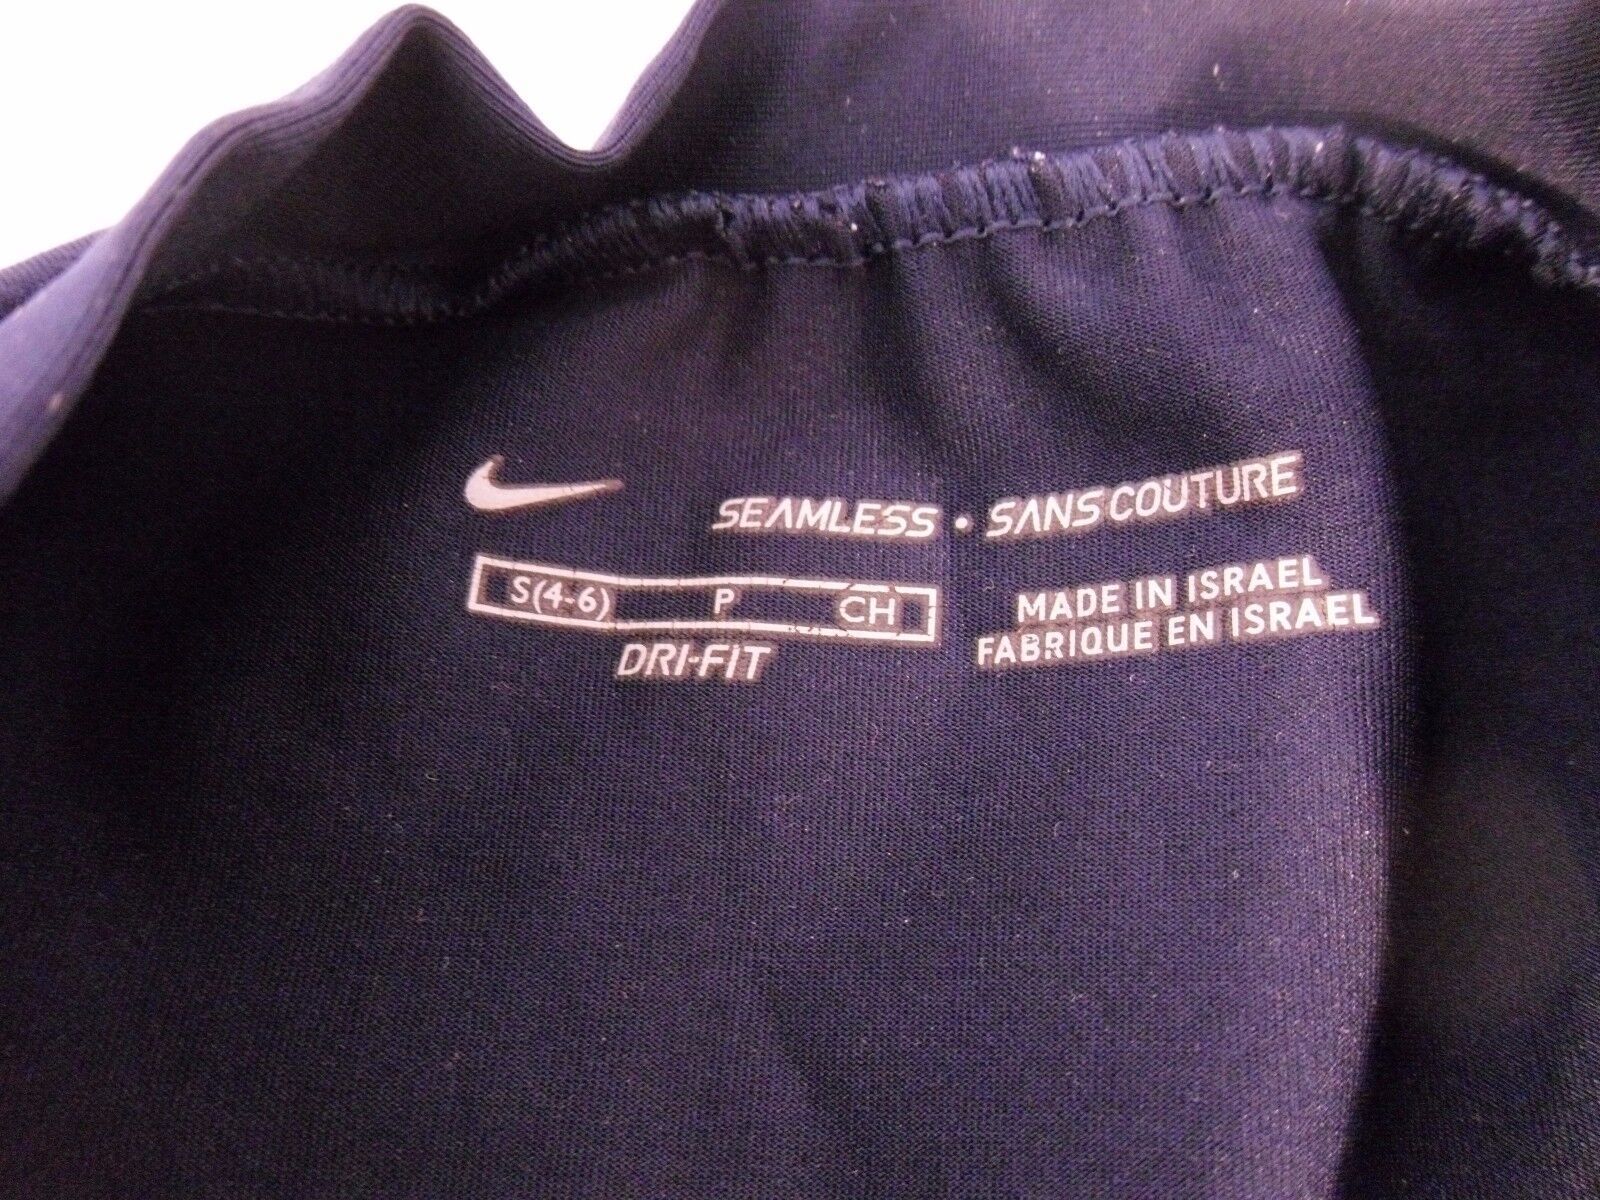 SEAMLESS • SANS COUTURE
S(4-6) P CH
DRI-FIT
MADE IN ISRAEL
FABRIQUE EN ISRAEL